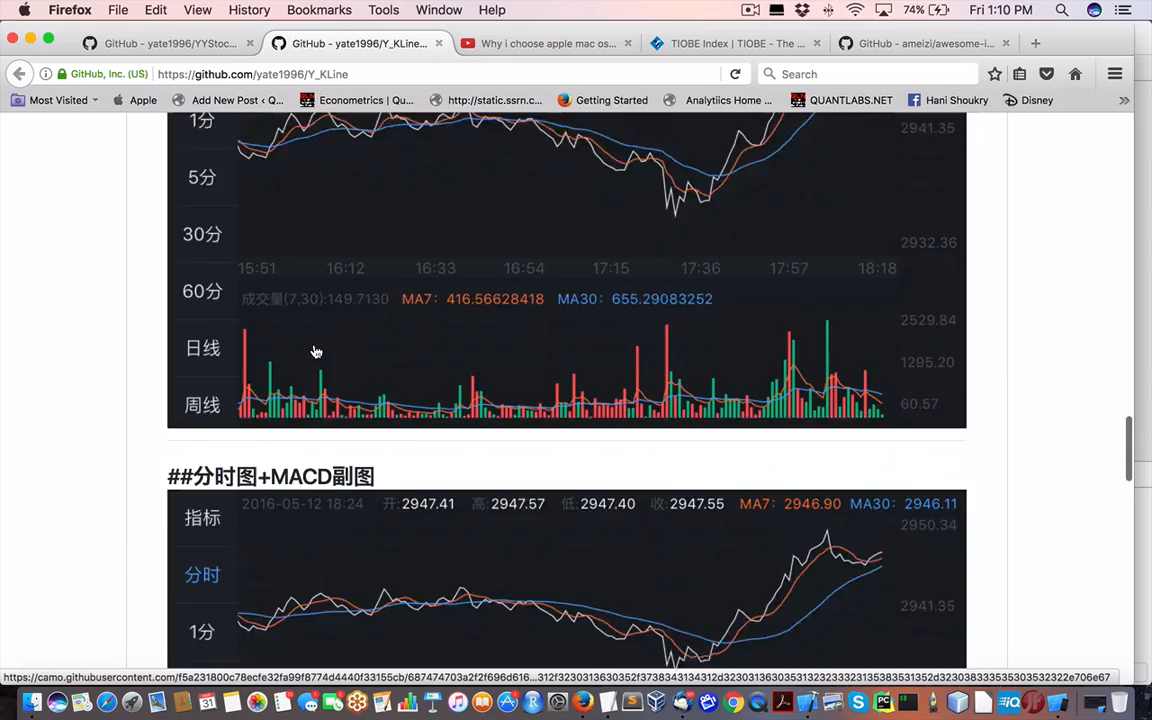 Firefox File Edit View History Bookmarks Tools Window Help 74% Fri 1:10 PM
GitHub - yate1996/YYStoc... GitHub - yate1996/Y_KLine... Why i choose apple mac os... TIOBE Index | TIOBE - The ... GitHub - ameizi/awesome-i...
GitHub, Inc. (US) https://github.com/yate1996/Y_KLine Search
Most Visited Apple Add New Post ‹ Q... Econometrics | Qu... http://static.ssrn.c... Getting Started Analytiics Home ... QUANTLABS.NET Hani Shoukry Disney
1分
2941.35
5分
30分
2932.36
15:51 16:12 16:33 16:54 17:15 17:36 17:57 18:18
60分
成交量(7,30):149.7130 MA7: 416.56628418 MA30: 655.29083252
2529.84
日线
1295.20
周线
60.57
##分时图+MACD副图
指标
2016-05-12 18:24 开:2947.41 高:2947.57 低:2947.40 收:2947.55 MA7: 2946.90 MA30: 2946.11
2950.34
分时
2941.35
1分